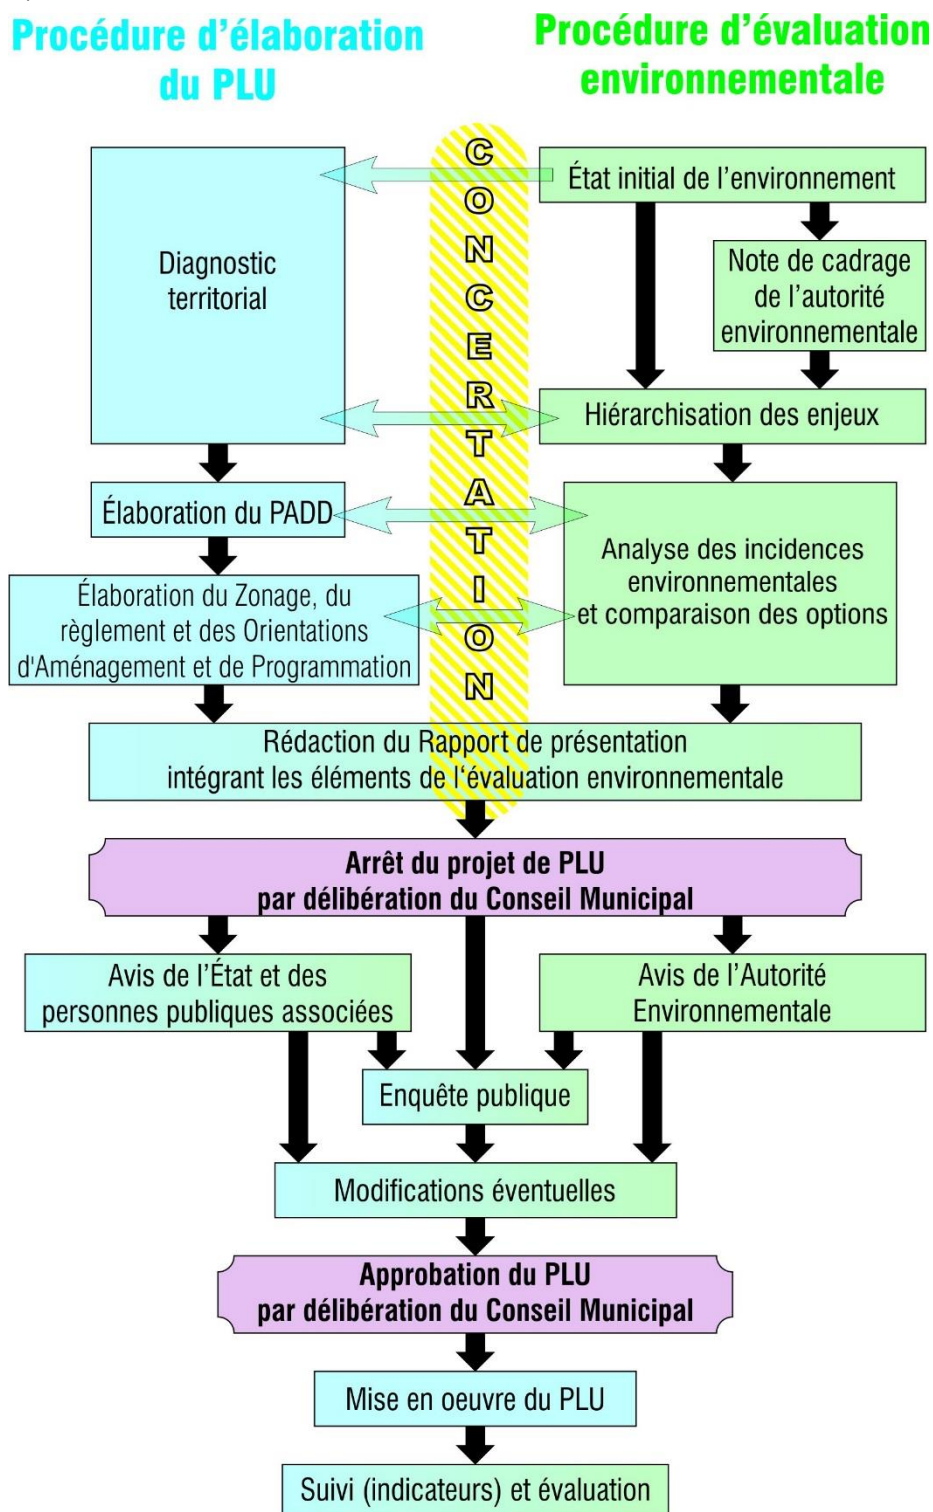 Procédure d’élaboration
du PLU
Procédure d’évaluation
environnementale
CONCERTATION
Diagnostic
territorial
État initial de l’environnement
Note de cadrage
de l’autorité
environnementale
Hiérarchisation des enjeux
Élaboration du PADD
Analyse des incidences
environnementales
et comparaison des options
Élaboration du Zonage, du
règlement et des Orientations
d'Aménagement et de Programmation
Rédaction du Rapport de présentation
intégrant les éléments de l‘évaluation environnementale
Arrêt du projet de PLU
par délibération du Conseil Municipal
Avis de l’État et des
personnes publiques associées
Avis de l’Autorité
Environnementale
Enquête publique
Modifications éventuelles
Approbation du PLU
par délibération du Conseil Municipal
Mise en oeuvre du PLU
Suivi (indicateurs) et évaluation